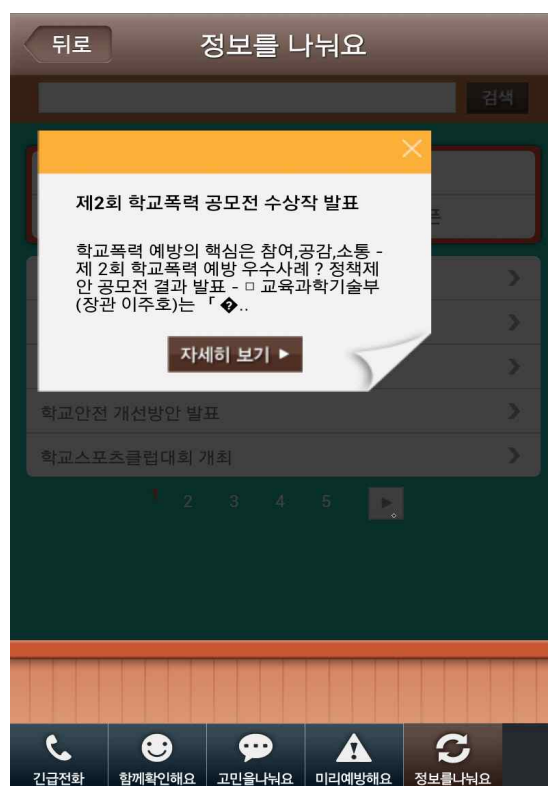 뒤로
정보를 나눠요
검색
제2회 학교폭력 공모전 수상작 발표
학교폭력 예방의 핵심은 참여,공감,소통 -
제 2회 학교폭력 예방 우수사례 ? 정책제
안 공모전 결과 발표 - □ 교육과학기술부
(장관 이주호)는 「 �..
자세히 보기 ▶
학교안전 개선방안 발표
학교스포츠클럽대회 개최
1 2 3 4 5 ▶
긴급전화 함께확인해요 고민을나눠요 미리예방해요 정보를나눠요